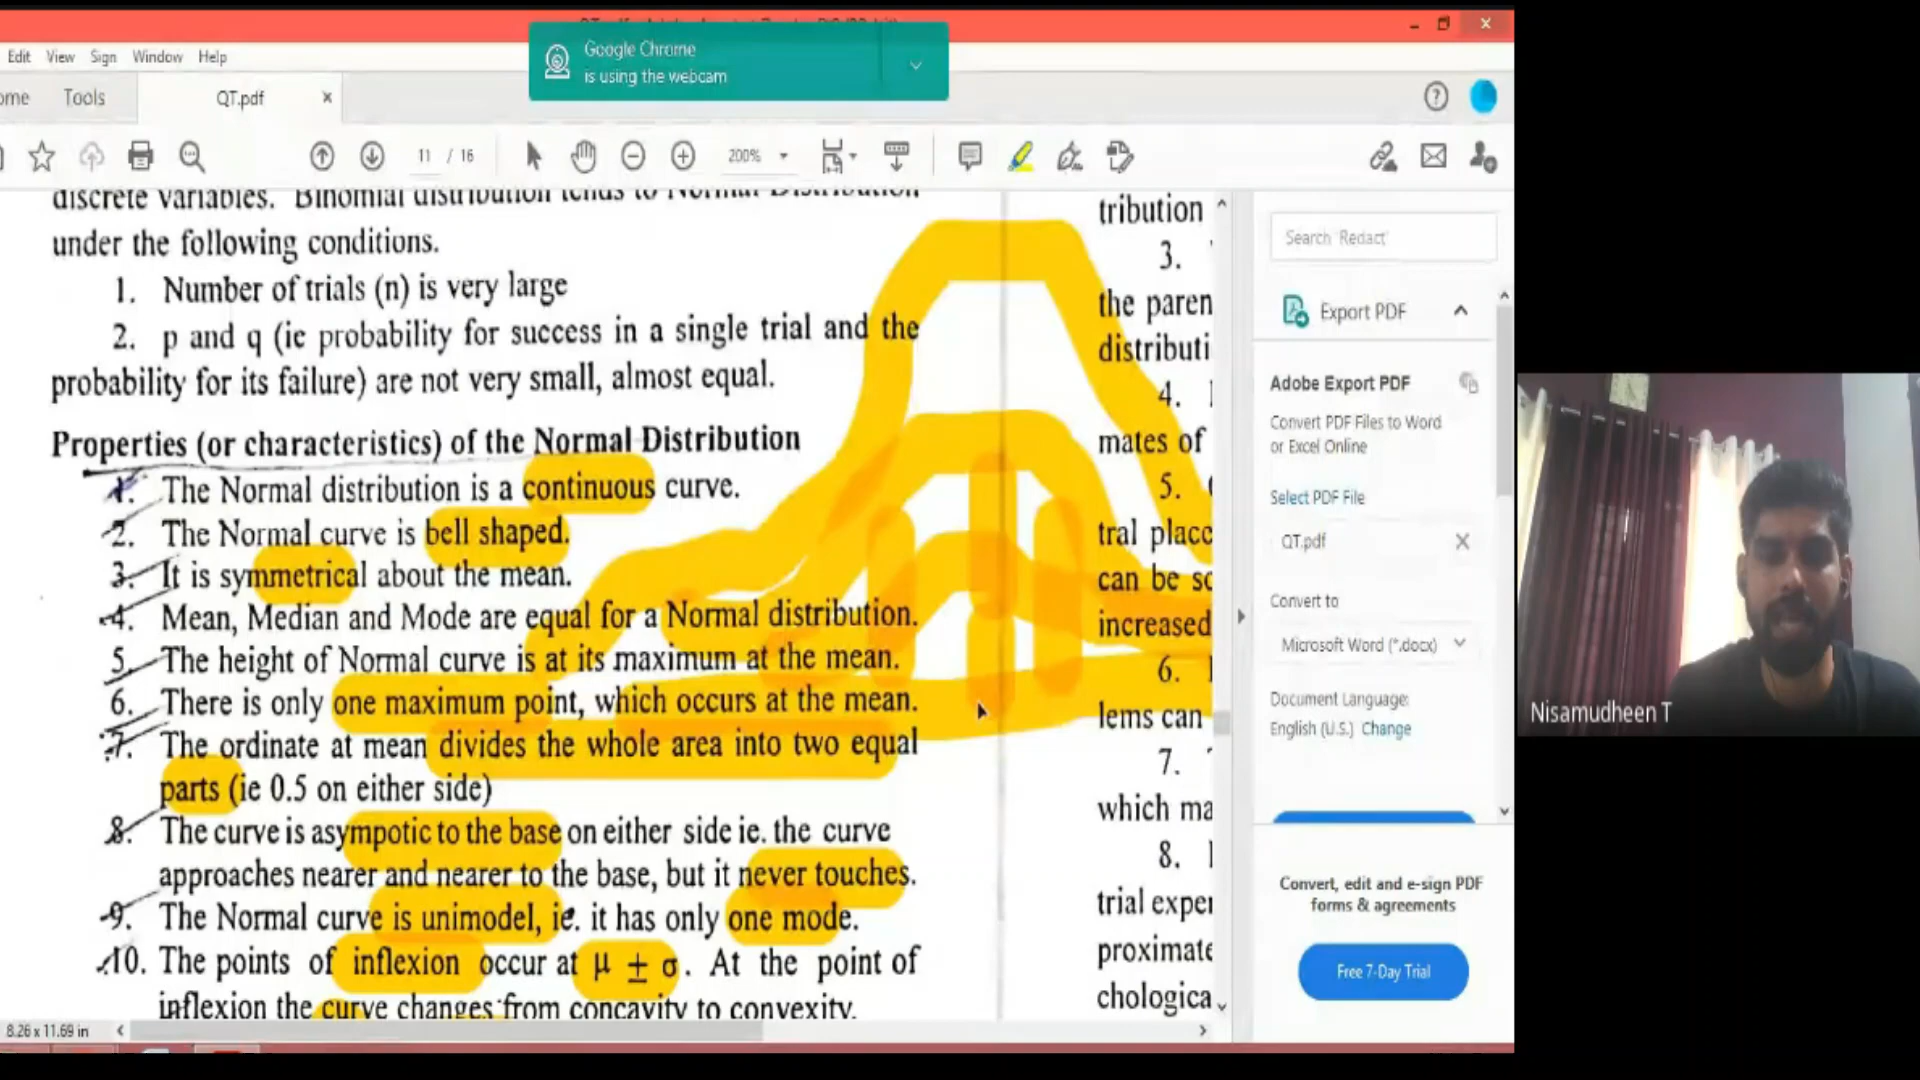 Google Chrome
is using the webcam
Edit View Sign Window Help
ome Tools QT.pdf
11 / 16 200%
discrete variables. Binomial distribution tends to Normal Distribution
under the following conditions.
1. Number of trials (n) is very large
2. p and q (ie probability for success in a single trial and the
probability for its failure) are not very small, almost equal.
Properties (or characteristics) of the Normal Distribution
1. The Normal distribution is a continuous curve.
2. The Normal curve is bell shaped.
3. It is symmetrical about the mean.
4. Mean, Median and Mode are equal for a Normal distribution.
5. The height of Normal curve is at its maximum at the mean.
6. There is only one maximum point, which occurs at the mean.
7. The ordinate at mean divides the whole area into two equal
parts (ie 0.5 on either side)
8. The curve is asympotic to the base on either side ie. the curve
approaches nearer and nearer to the base, but it never touches.
9. The Normal curve is unimodel, ie. it has only one mode.
10. The points of inflexion occur at μ ± σ. At the point of
inflexion the curve changes from concavity to convexity.
tribution
3.
the paren
distributi
4.
mates of
5.
tral place
can be so
increased
6.
lems can
7.
which ma
8.
trial exper
proximate
chologica
8.26 x 11.69 in
Search 'Redact'
Export PDF
Adobe Export PDF
Convert PDF Files to Word
or Excel Online
Select PDF File
QT.pdf
Convert to
Microsoft Word (*.docx)
Document Language:
English (U.S.) Change
Convert, edit and e-sign PDF
forms & agreements
Free 7-Day Trial
Nisamudheen T